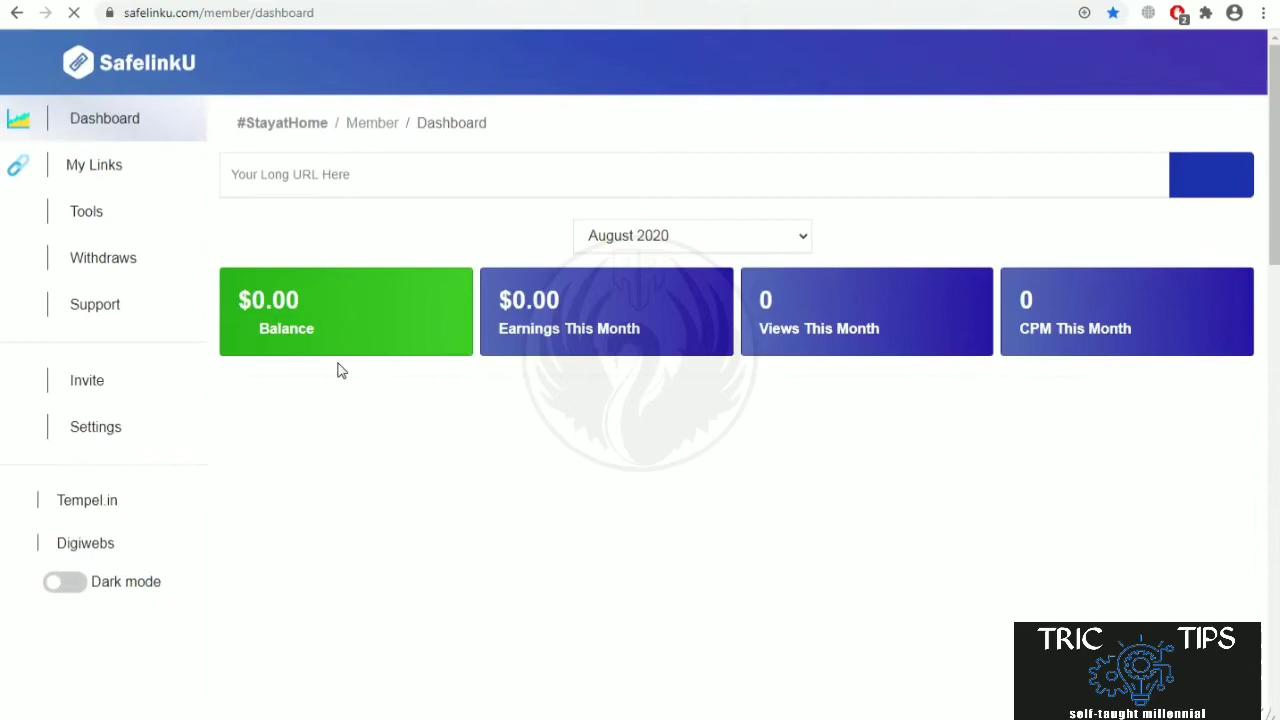 safelinku.com/member/dashboard
2
SafelinkU
Dashboard
#StayatHome / Member / Dashboard
My Links
Your Long URL Here
Tools
August 2020
Withdraws
$0.00
Balance
$0.00
Earnings This Month
0
Views This Month
0
CPM This Month
Support
Invite
Settings
Tempel.in
Digiwebs
Dark mode
TRIC TIPS
self-taught millennial